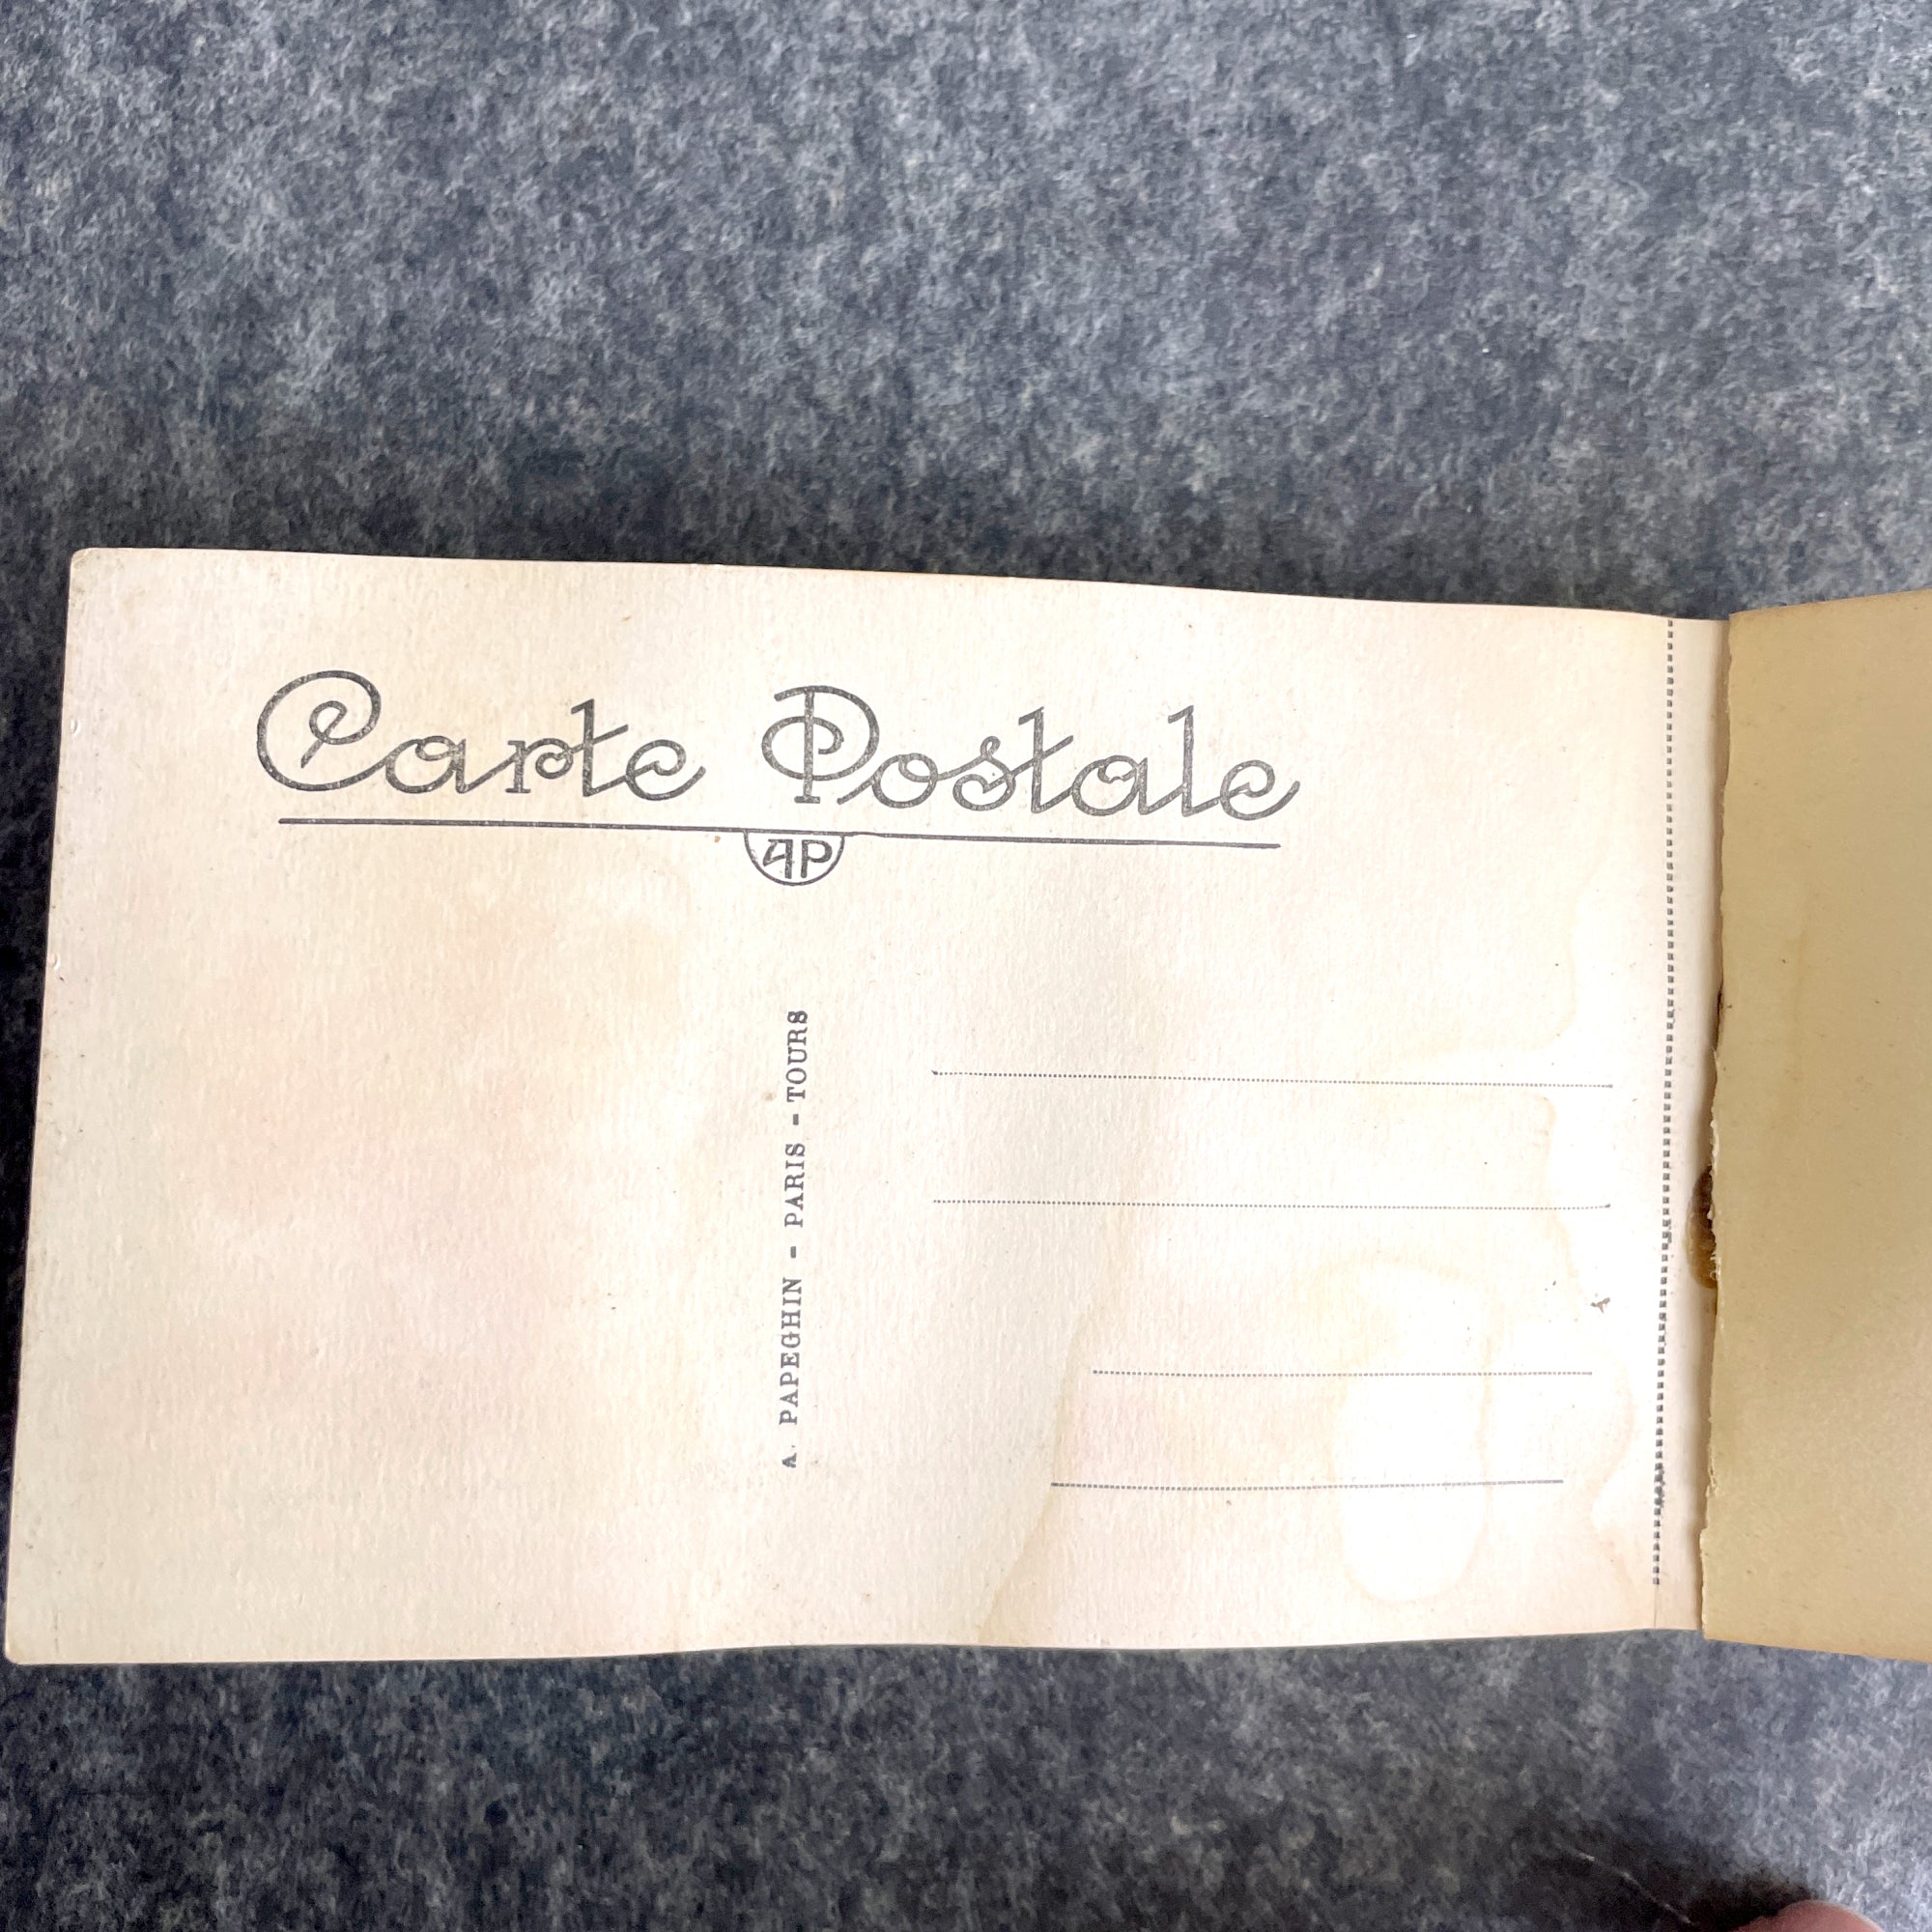 Carte Postale
AP
A. PAPEGHIN - PARIS - TOURS